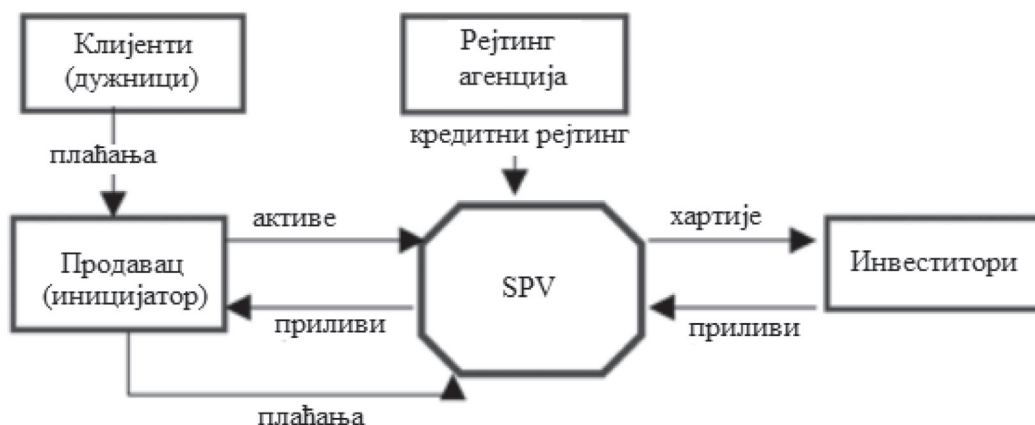 Клијенти
(дужници)
Рејтинг
агенција
плаћања
кредитни рејтинг
активе
хартије
Продавац
(иницијатор)
SPV
Инвеститори
приливи
приливи
плаћања